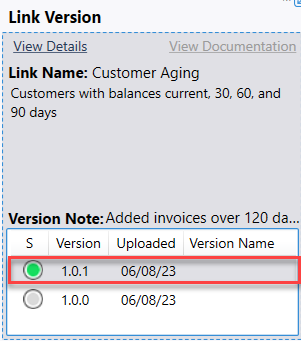 Link Version
View Details View Documentation
Link Name: Customer Aging
Customers with balances current, 30, 60, and
90 days
Version Note: Added invoices over 120 da...
S Version Uploaded Version Name
1.0.1 06/08/23
1.0.0 06/08/23